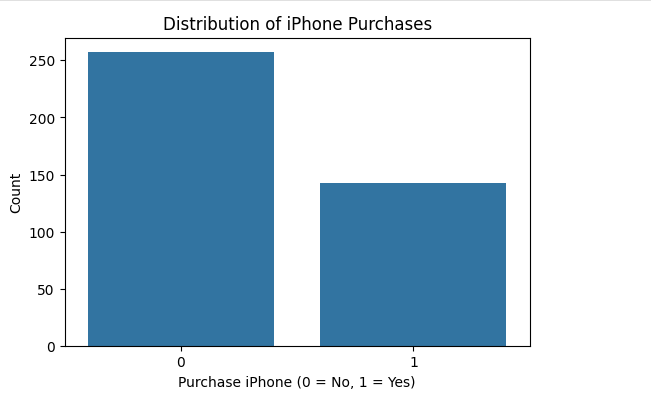 Distribution of iPhone Purchases
250
200
150
100
50
0
Count
0 1
Purchase iPhone (0 = No, 1 = Yes)